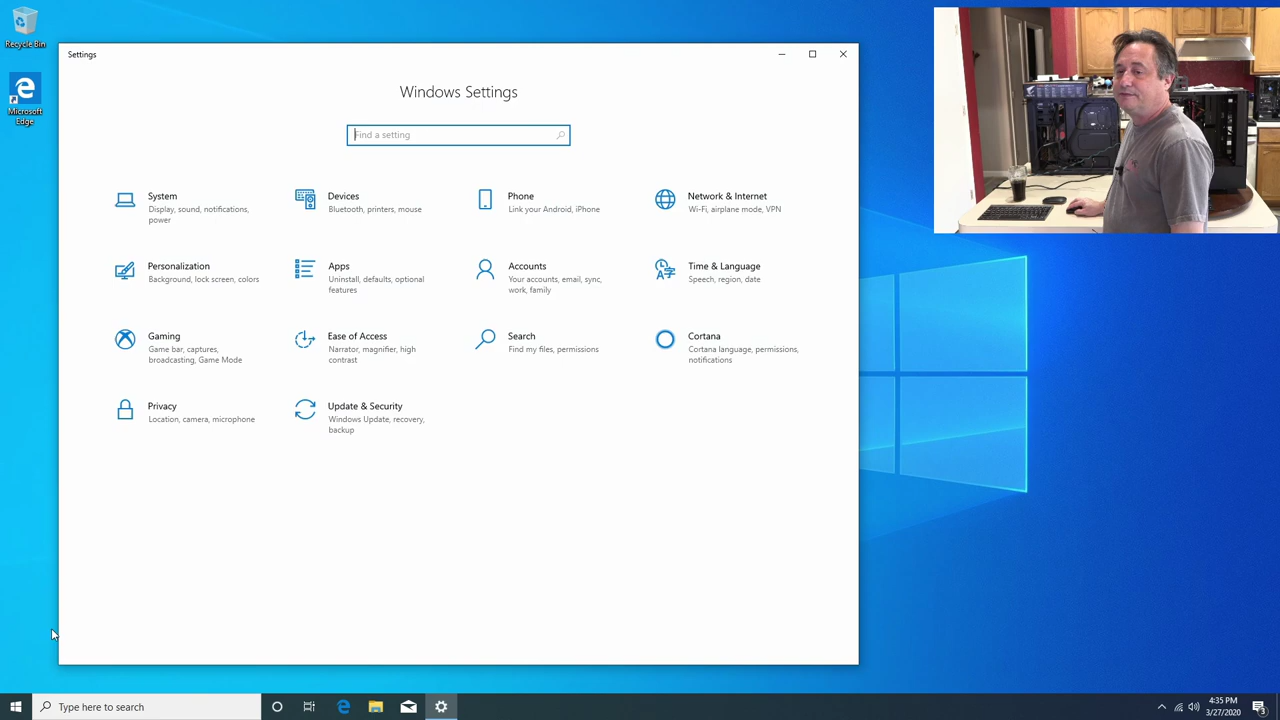 Recycle Bin
Microsoft
Edge
Settings
Windows Settings
Find a setting
System
Display, sound, notifications,
power
Devices
Bluetooth, printers, mouse
Phone
Link your Android, iPhone
Network & Internet
Wi-Fi, airplane mode, VPN
Personalization
Background, lock screen, colors
Apps
Uninstall, defaults, optional
features
Accounts
Your accounts, email, sync,
work, family
Time & Language
Speech, region, date
Gaming
Game bar, captures,
broadcasting, Game Mode
Ease of Access
Narrator, magnifier, high
contrast
Search
Find my files, permissions
Cortana
Cortana language, permissions,
notifications
Privacy
Location, camera, microphone
Update & Security
Windows Update, recovery,
backup
Type here to search
4:35 PM
3/27/2020
3